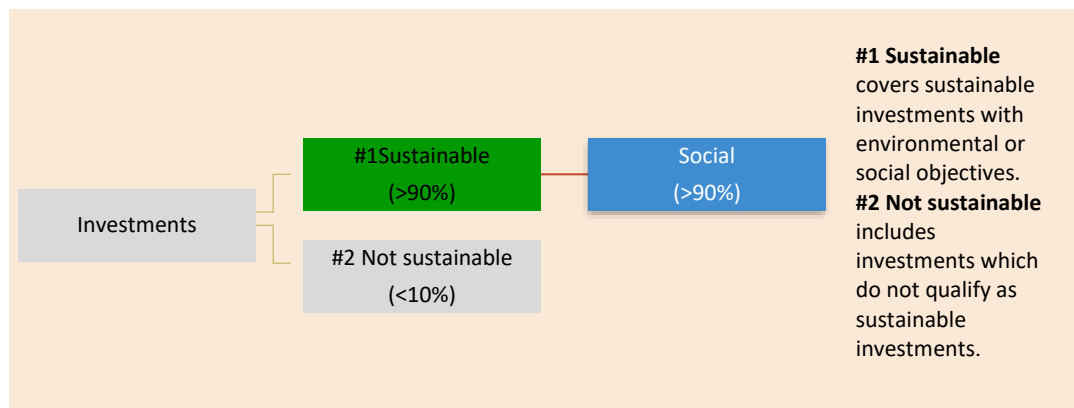 Investments
#1Sustainable
(>90%)
Social
(>90%)
#2 Not sustainable
(<10%)
#1 Sustainable
covers sustainable
investments with
environmental or
social objectives.
#2 Not sustainable
includes
investments which
do not qualify as
sustainable
investments.